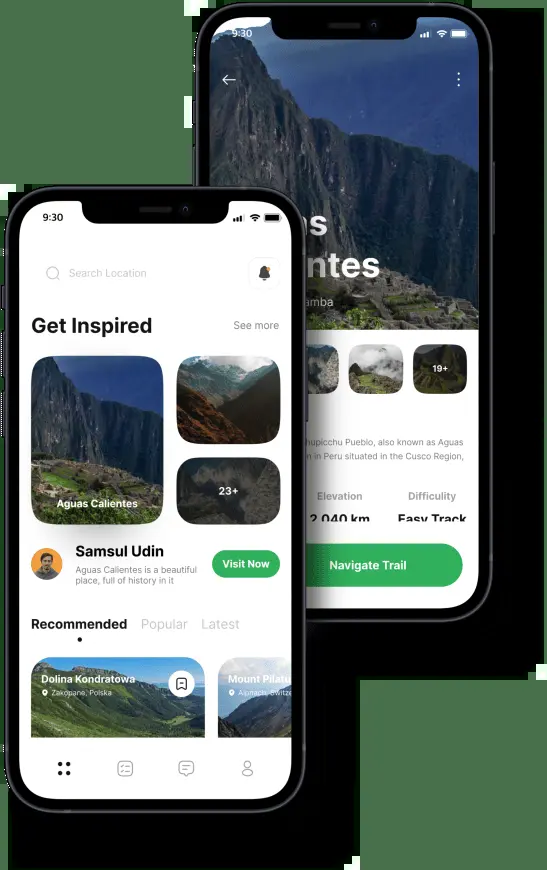 9:30
as
ntes
amba
19+
hupicchu Pueblo, also known as Aguas
n in Peru situated in the Cusco Region,
Elevation
Difficulty
2,040 km
Easy Track
Navigate Trail
9:30
Search Location
Get Inspired
See more
Aguas Calientes
23+
Samsul Udin
Aguas Calientes is a beautiful
place, full of history in it
Visit Now
Recommended
Popular
Latest
Dolina Kondratowa
Zakopane, Polska
Mount Pilatu
Alpnach, Switze